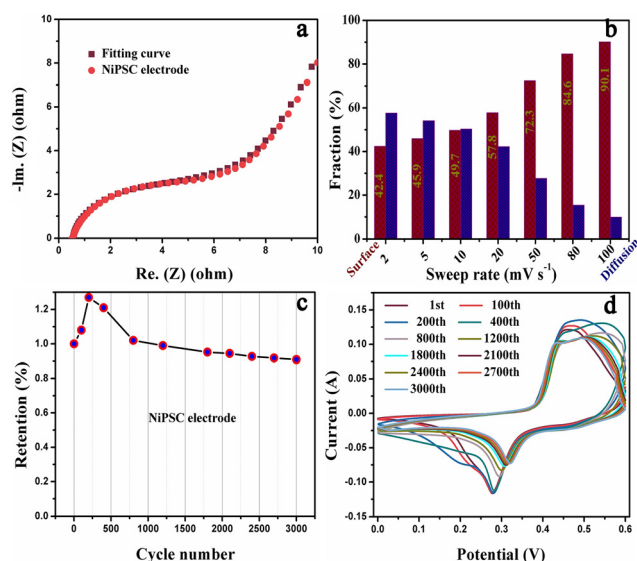 a
Fitting curve
NiPSC electrode
-Im. (Z) (ohm)
8
6
4
2
0
0 2 4 6 8 10
Re. (Z) (ohm)
b
Fraction (%)
100
80
60
40
20
0
42.4
45.9
49.7
57.8
72.3
84.6
90.1
Surface
2 5 10 20 50 80 100
Diffusion
Sweep rate (mV s⁻¹)
c
Retention (%)
1.2
1.0
0.8
0.6
0.4
0.2
0.0
NiPSC electrode
0 500 1000 1500 2000 2500 3000
Cycle number
d
1st 100th
200th 400th
800th 1200th
1800th 2100th
2400th 2700th
3000th
Current (A)
0.15
0.10
0.05
0.00
-0.05
-0.10
-0.15
0.0 0.1 0.2 0.3 0.4 0.5 0.6
Potential (V)